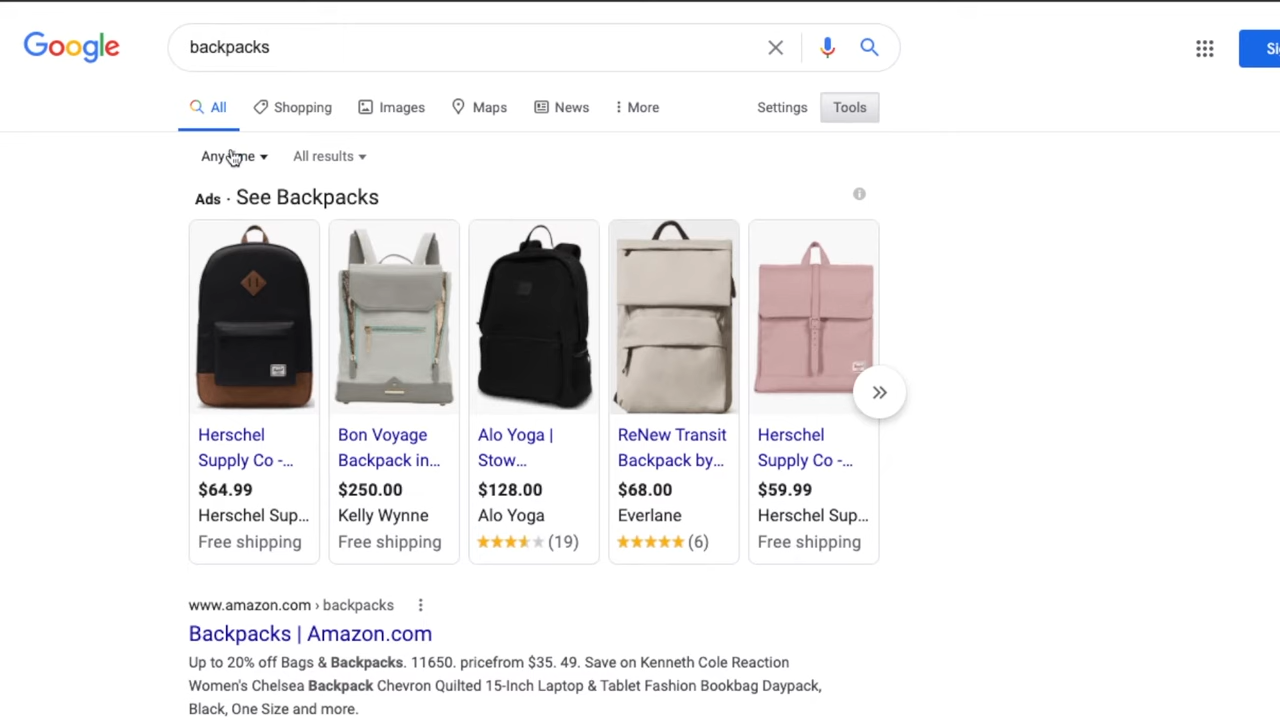 Google
backpacks
Si
All
Shopping
Images
Maps
News
More
Settings
Tools
Any me
All results
Ads · See Backpacks
Herschel
Supply Co -...
$64.99
Herschel Sup...
Free shipping
Bon Voyage
Backpack in...
$250.00
Kelly Wynne
Free shipping
Alo Yoga |
Stow...
$128.00
Alo Yoga
(19)
ReNew Transit
Backpack by...
$68.00
Everlane
(6)
Herschel
Supply Co -...
$59.99
Herschel Sup...
Free shipping
www.amazon.com › backpacks
Backpacks | Amazon.com
Up to 20% off Bags & Backpacks. 11650. pricefrom $35. 49. Save on Kenneth Cole Reaction
Women's Chelsea Backpack Chevron Quilted 15-Inch Laptop & Tablet Fashion Bookbag Daypack,
Black, One Size and more.